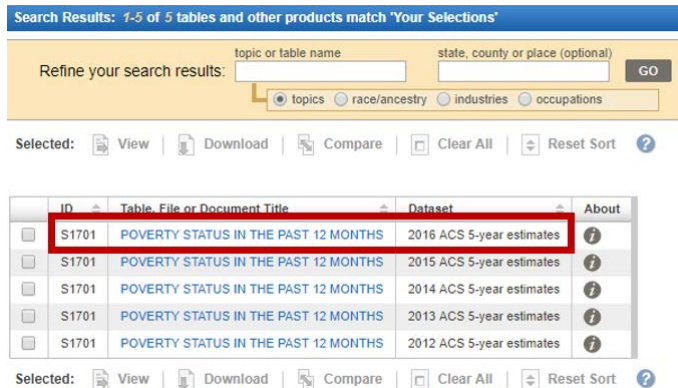 Search Results: 1-5 of 5 tables and other products match 'Your Selections'
topic or table name state, county or place (optional)
Refine your search results: GO
topics race/ancestry industries occupations
Selected: View | Download | Compare | Clear All | Reset Sort ?
ID Table, File or Document Title Dataset About
S1701 POVERTY STATUS IN THE PAST 12 MONTHS 2016 ACS 5-year estimates i
S1701 POVERTY STATUS IN THE PAST 12 MONTHS 2015 ACS 5-year estimates i
S1701 POVERTY STATUS IN THE PAST 12 MONTHS 2014 ACS 5-year estimates i
S1701 POVERTY STATUS IN THE PAST 12 MONTHS 2013 ACS 5-year estimates i
S1701 POVERTY STATUS IN THE PAST 12 MONTHS 2012 ACS 5-year estimates i
Selected: View | Download | Compare | Clear All | Reset Sort ?